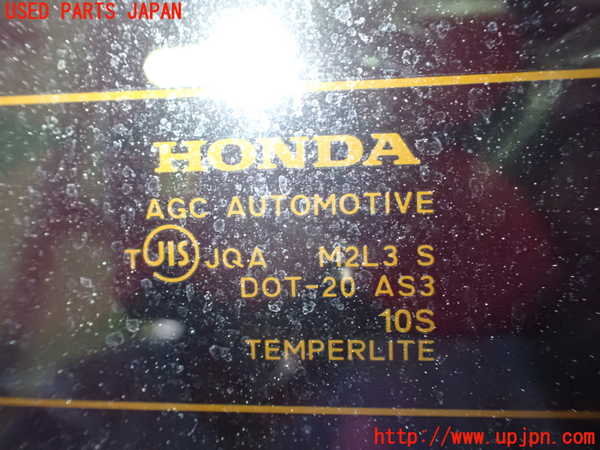 USED PARTS JAPAN
HONDA
AGC AUTOMOTIVE
T JIS JQA M2L3 S
DOT-20 AS3
10S
TEMPERLITE
http://www.upjpn.com/